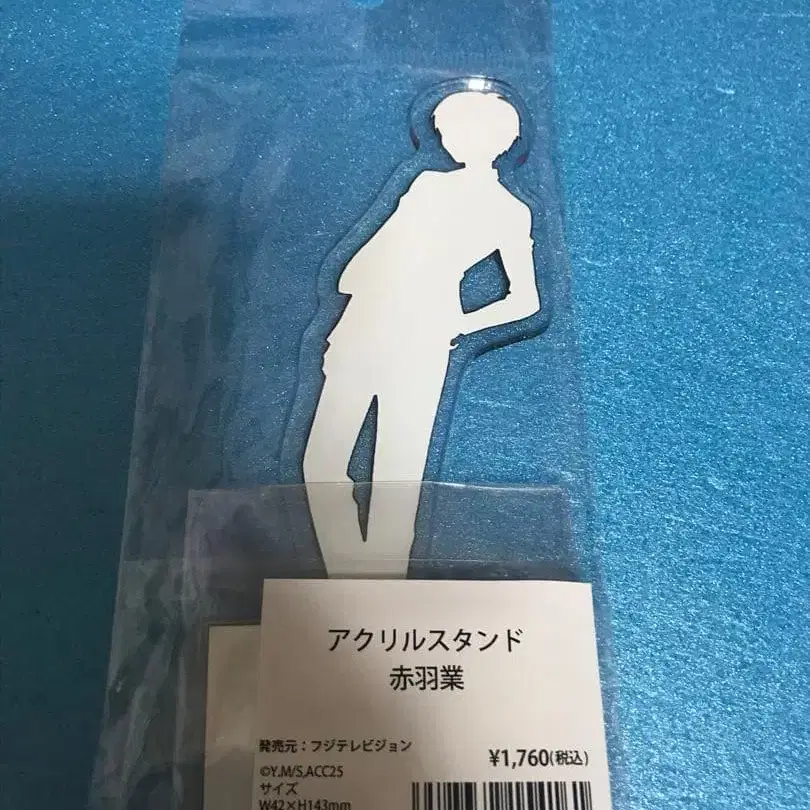 アクリルスタンド
赤羽業
発売元：フジテレビジョン
¥1,760(税込)
©Y.M/S,ACC25
サイズ
W42×H143mm